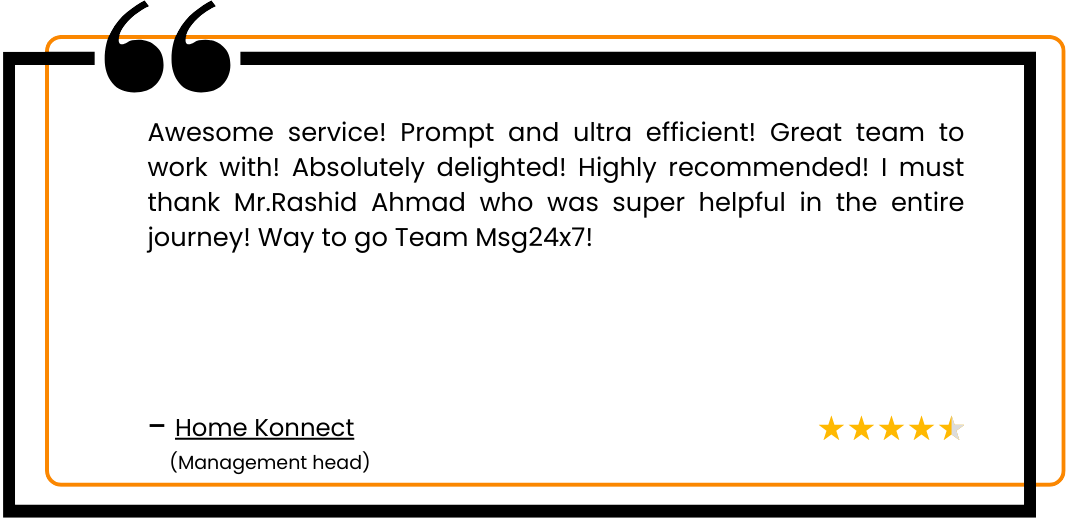 Awesome service! Prompt and ultra efficient! Great team to
work with! Absolutely delighted! Highly recommended! I must
thank Mr.Rashid Ahmad who was super helpful in the entire
journey! Way to go Team Msg24x7!
– Home Konnect
(Management head)